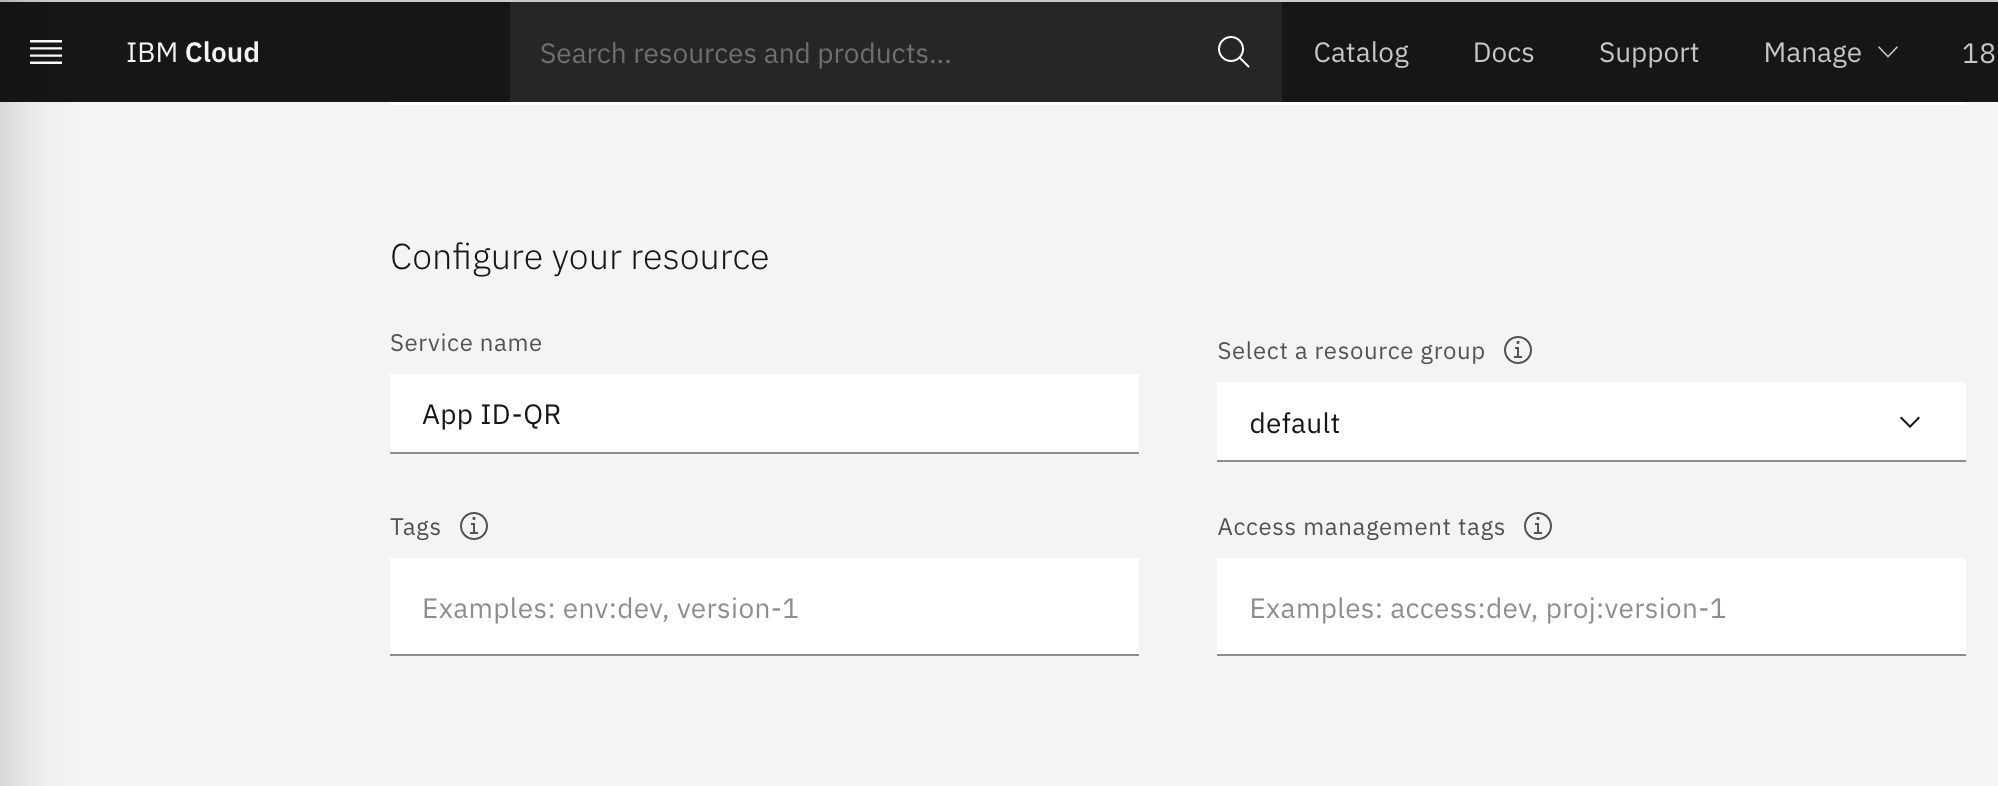 IBM Cloud
Search resources and products...
Catalog
Docs
Support
Manage
18
Configure your resource
Service name
App ID-QR
Select a resource group
default
Tags
Examples: env:dev, version-1
Access management tags
Examples: access:dev, proj:version-1